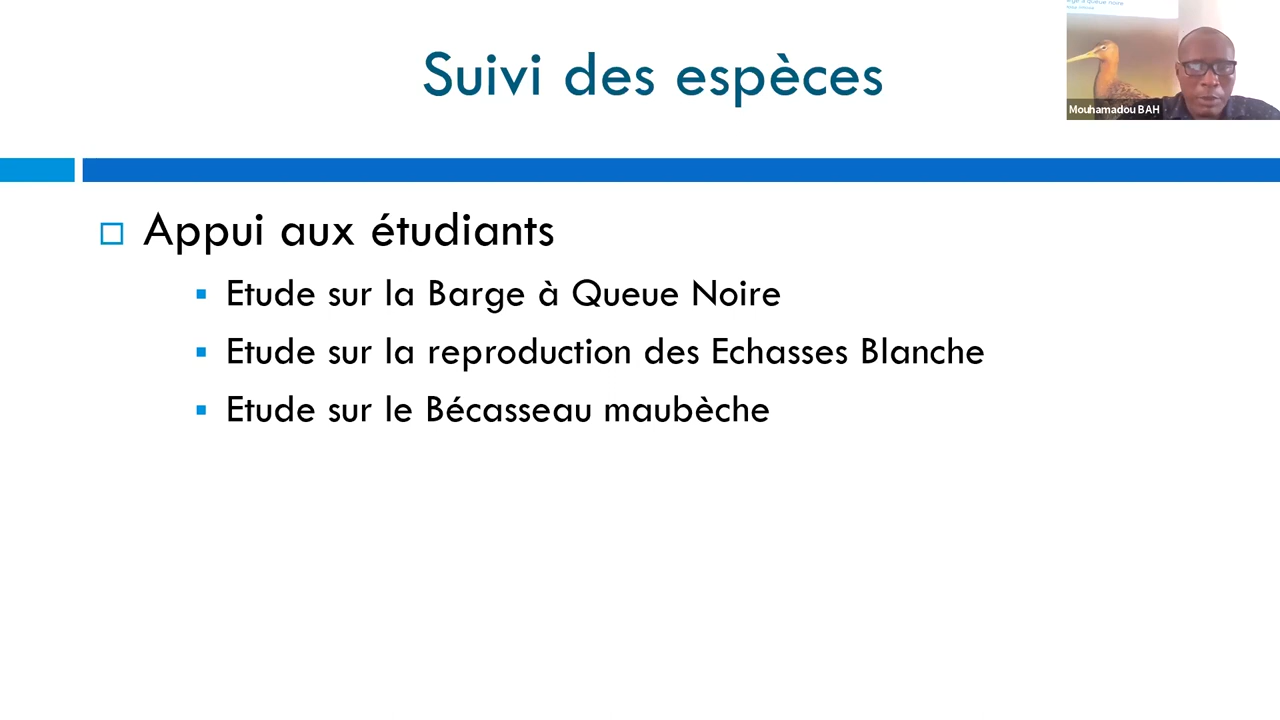 Suivi des espèces
Mouhamadou BAH
Appui aux étudiants
Etude sur la Barge à Queue Noire
Etude sur la reproduction des Echasses Blanche
Etude sur le Bécasseau maubèche